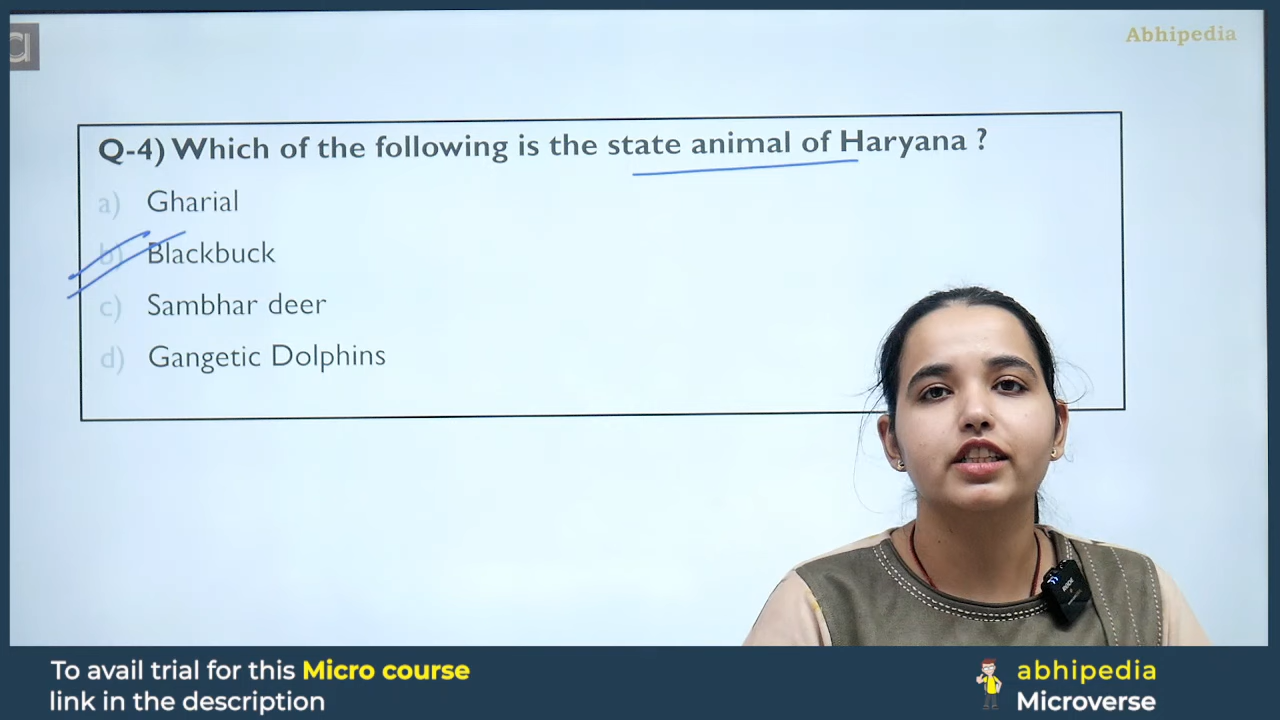 Abhipedia
Q-4) Which of the following is the state animal of Haryana ?
a) Gharial
b) Blackbuck
c) Sambhar deer
d) Gangetic Dolphins
To avail trial for this Micro course
link in the description
abhipedia
Microverse